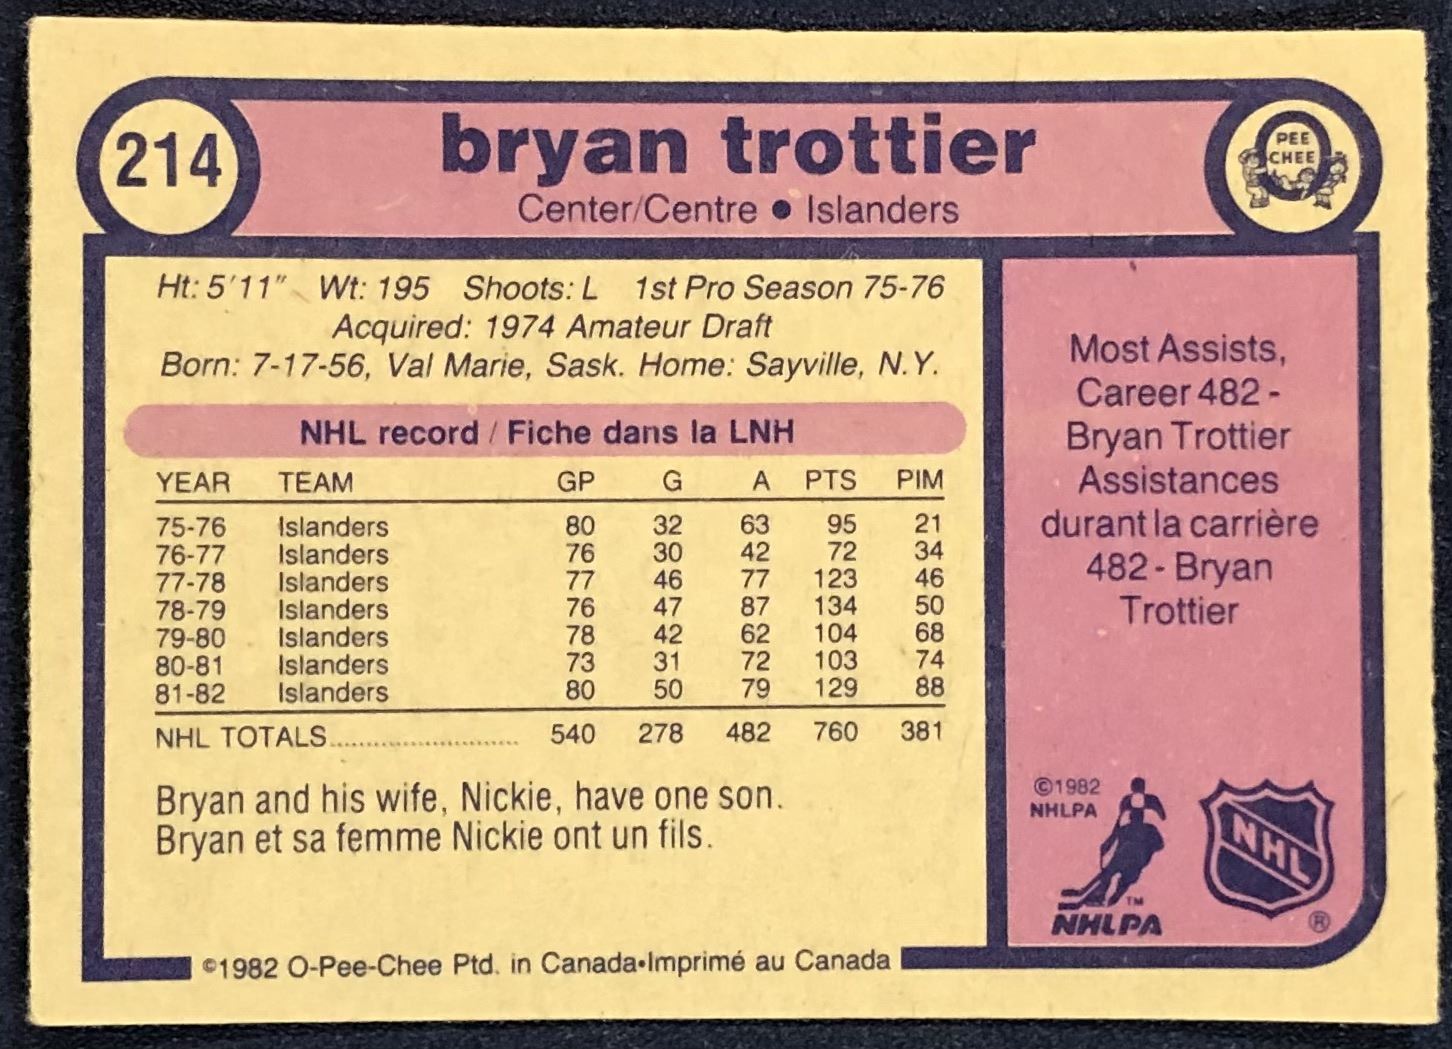 214
bryan trottier
PEE
CHEE
Center/Centre ● Islanders
Ht: 5'11" Wt: 195 Shoots: L 1st Pro Season 75-76
Acquired: 1974 Amateur Draft
Born: 7-17-56, Val Marie, Sask. Home: Sayville, N.Y.
NHL record / Fiche dans la LNH
YEAR TEAM GP G A PTS PIM
75-76 Islanders 80 32 63 95 21
76-77 Islanders 76 30 42 72 34
77-78 Islanders 77 46 77 123 46
78-79 Islanders 76 47 87 134 50
79-80 Islanders 78 42 62 104 68
80-81 Islanders 73 31 72 103 74
81-82 Islanders 80 50 79 129 88
NHL TOTALS........................... 540 278 482 760 381
Bryan and his wife, Nickie, have one son.
Bryan et sa femme Nickie ont un fils.
©1982 O-Pee-Chee Ptd. in Canada•Imprimé au Canada
Most Assists,
Career 482 -
Bryan Trottier
Assistances
durant la carrière
482 - Bryan
Trottier
©1982
NHLPA
TM
NHLPA
NHL
®